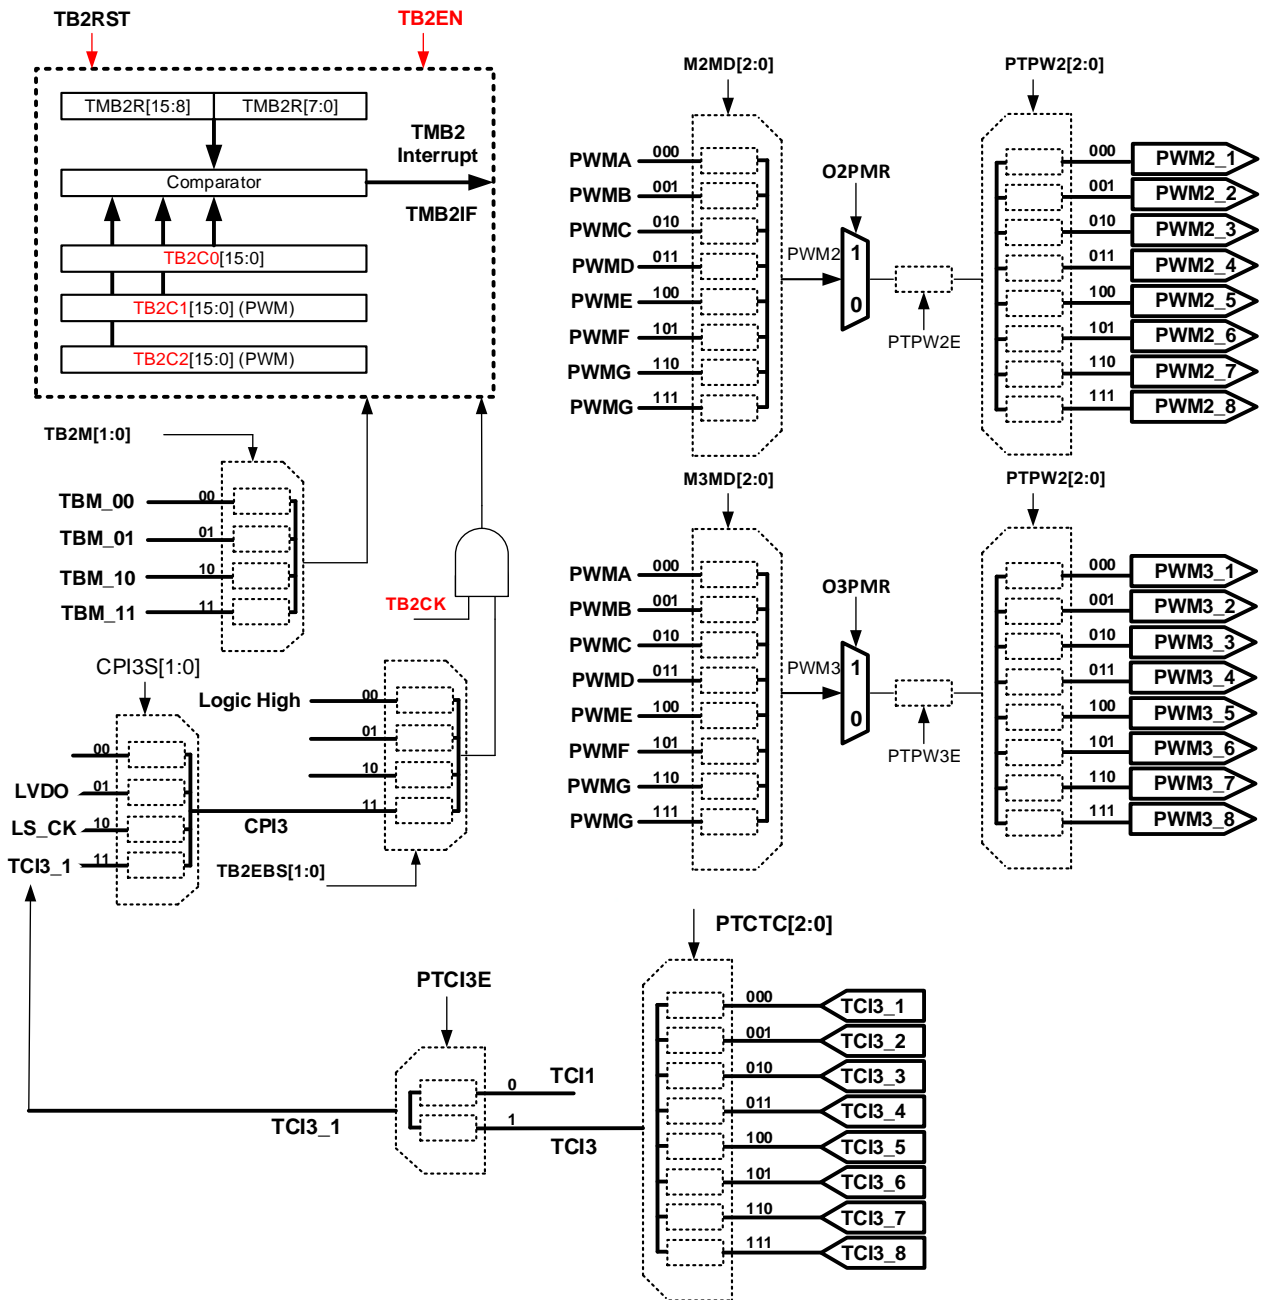 TB2RST
TB2EN
TMB2R[15:8]
TMB2R[7:0]
TMB2
Interrupt
Comparator
TMB2IF
TB2C0[15:0]
TB2C1[15:0] (PWM)
TB2C2[15:0] (PWM)
TB2M[1:0]
TBM_00
00
TBM_01
01
TBM_10
10
TBM_11
11
TB2CK
CPI3S[1:0]
Logic High
00
01
10
11
00
LVDO
01
LS_CK
10
TCI3_1
11
CPI3
TB2EBS[1:0]
M2MD[2:0]
PTPW2[2:0]
PWMA
000
PWMB
001
PWMC
010
PWMD
011
PWME
100
PWMF
101
PWMG
110
PWMG
111
O2PMR
PWM2
1
0
PTPW2E
000
PWM2_1
001
PWM2_2
010
PWM2_3
011
PWM2_4
100
PWM2_5
101
PWM2_6
110
PWM2_7
111
PWM2_8
M3MD[2:0]
PTPW2[2:0]
PWMA
000
PWMB
001
PWMC
010
PWMD
011
PWME
100
PWMF
101
PWMG
110
PWMG
111
O3PMR
PWM3
1
0
PTPW3E
000
PWM3_1
001
PWM3_2
010
PWM3_3
011
PWM3_4
100
PWM3_5
101
PWM3_6
110
PWM3_7
111
PWM3_8
PTCTC[2:0]
PTCI3E
0
TCI1
1
TCI3
TCI3_1
000
TCI3_1
001
TCI3_2
010
TCI3_3
011
TCI3_4
100
TCI3_5
101
TCI3_6
110
TCI3_7
111
TCI3_8